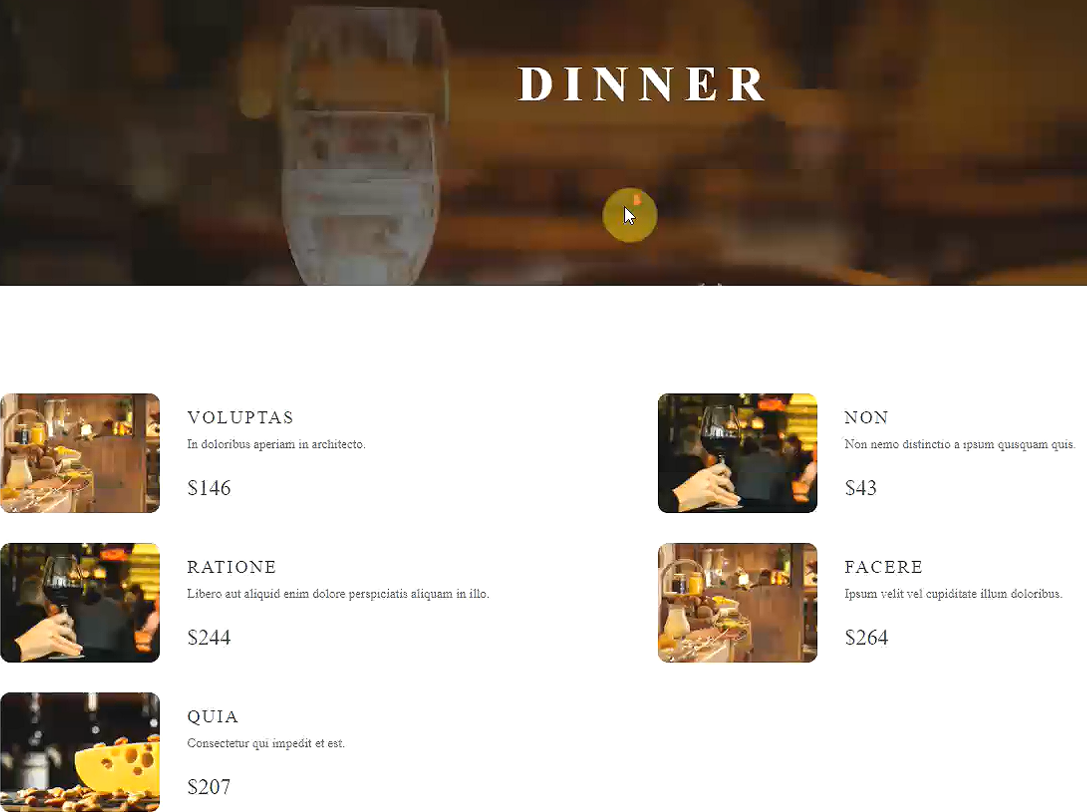 DINNER
VOLUPTAS
In doloribus aperiam in architecto.
$146
NON
Non nemo distinctio a ipsum quisquam quis.
$43
RATIONE
Libero aut aliquid enim dolore perspiciatis aliquam in illo.
$244
FACERE
Ipsum velit vel cupiditate illum doloribus.
$264
QUIA
Consectetur qui impedit et est.
$207